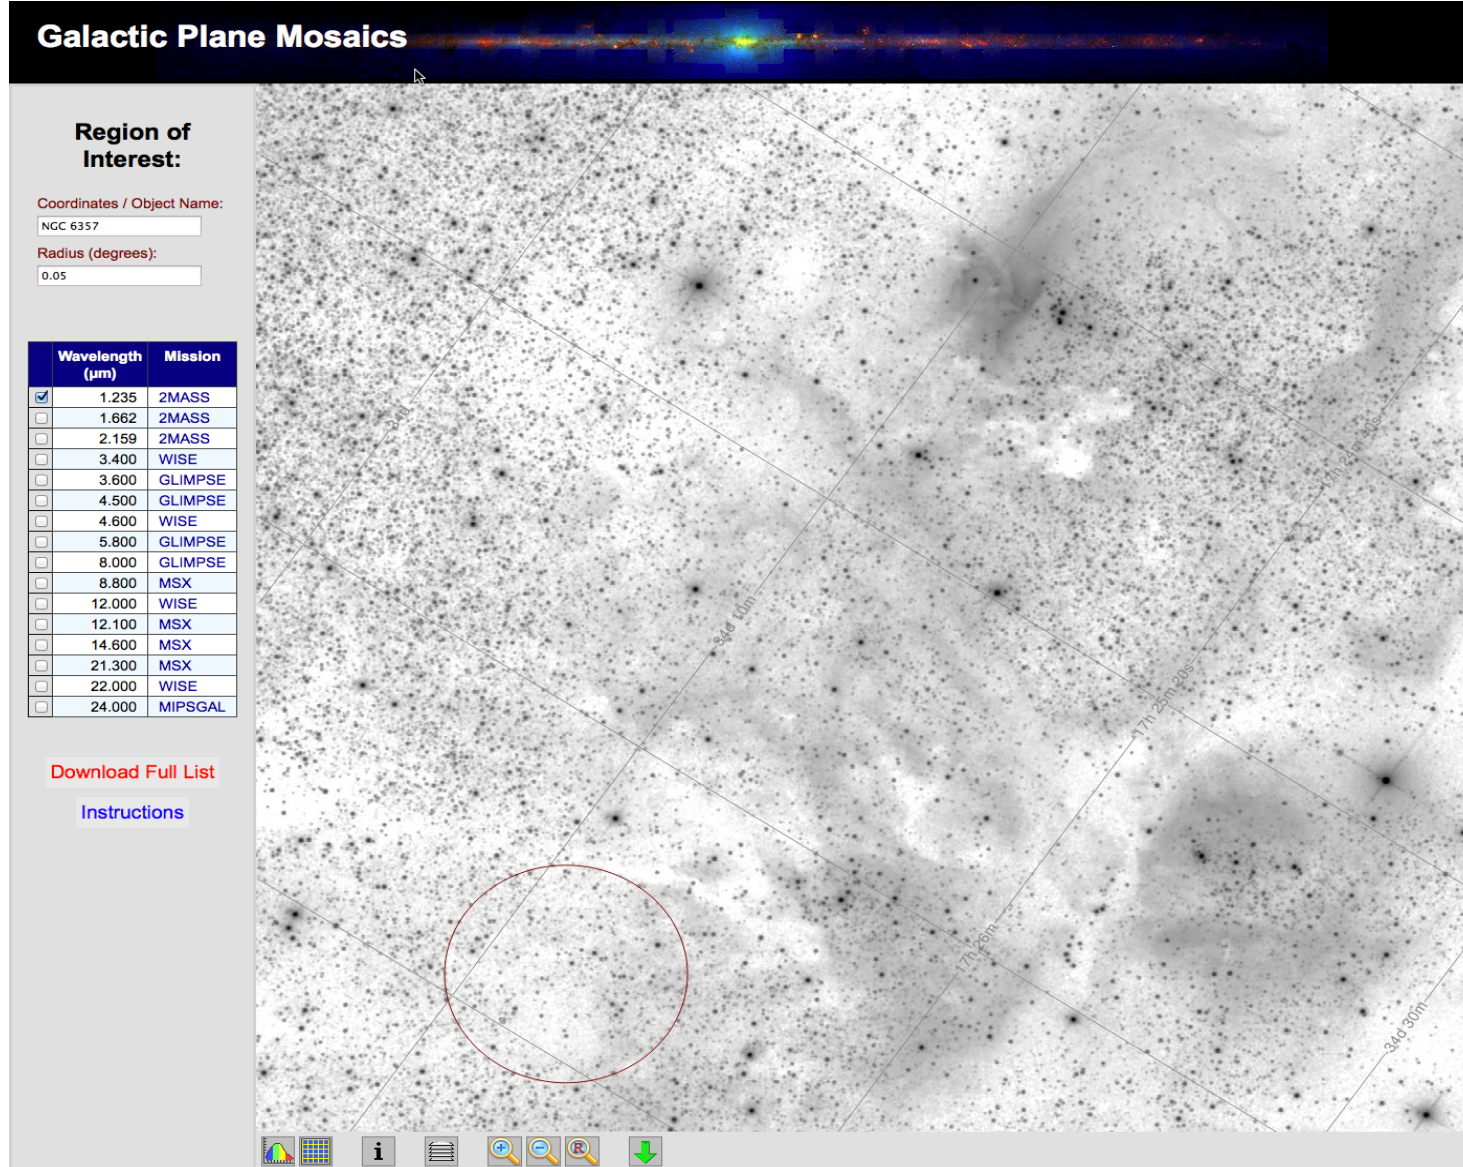 Galactic Plane Mosaics
Region of
Interest:
Coordinates / Object Name:
NGC 6357
Radius (degrees):
0.05
Wavelength Mission
(μm)
1.235 2MASS
1.662 2MASS
2.159 2MASS
3.400 WISE
3.600 GLIMPSE
4.500 GLIMPSE
4.600 WISE
5.800 GLIMPSE
8.000 GLIMPSE
8.800 MSX
12.000 WISE
12.100 MSX
14.600 MSX
21.300 MSX
22.000 WISE
24.000 MIPSGAL
Download Full List
Instructions
-34d 10m
17h 24m 40s
17h 25m 20s
17h 26m
-34d 30m
i
R